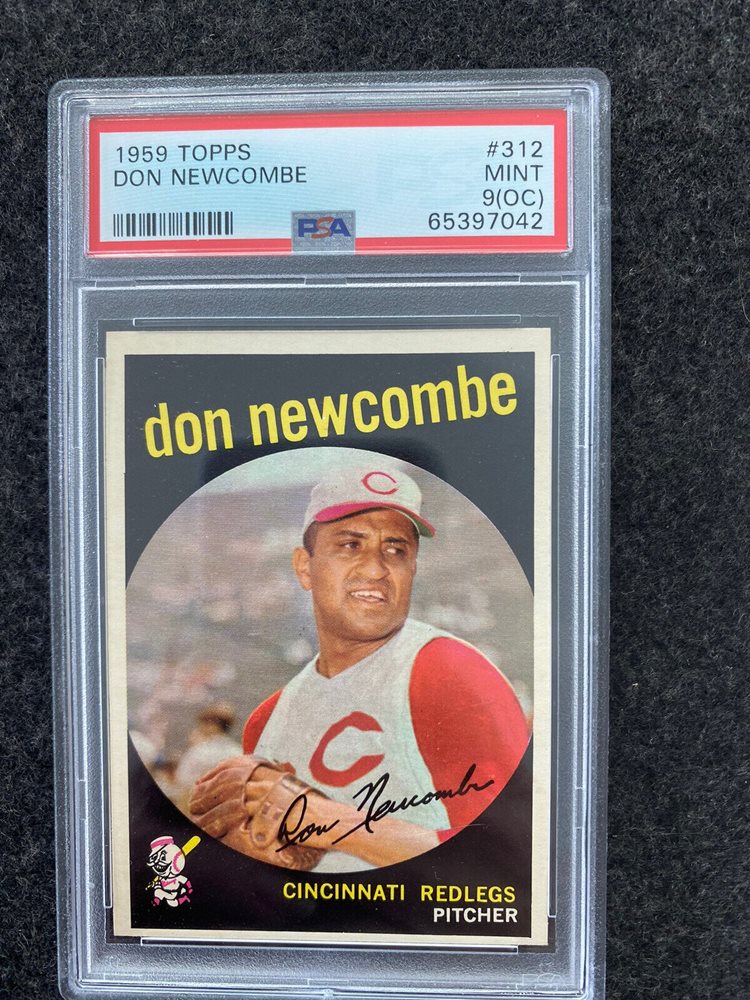 1959 TOPPS
DON NEWCOMBE
#312
MINT
9(OC)
65397042
PSA
don newcombe
C
C
Don Newcombe
CINCINNATI REDLEGS
PITCHER